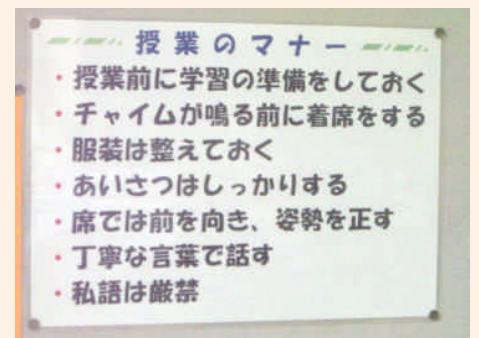 授業のマナー
・授業前に学習の準備をしておく
・チャイムが鳴る前に着席をする
・服装は整えておく
・あいさつはしっかりする
・席では前を向き、姿勢を正す
・丁寧な言葉で話す
・私語は厳禁